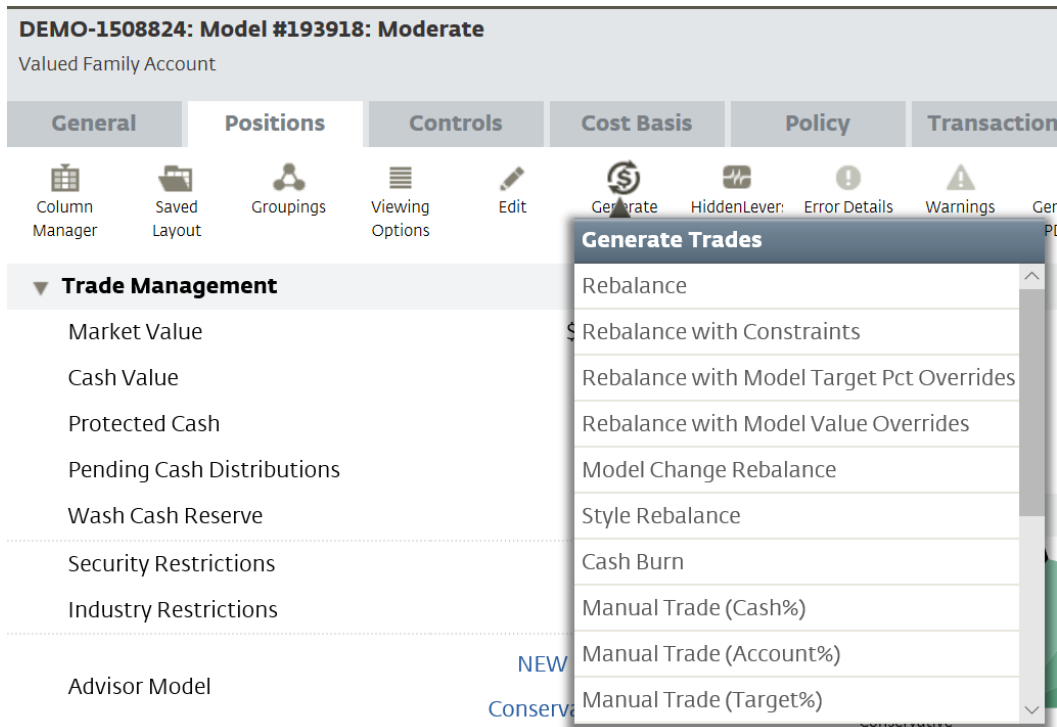 DEMO-1508824: Model #193918: Moderate
Valued Family Account
General Positions Controls Cost Basis Policy Transaction
Column Manager
Saved Layout
Groupings
Viewing Options
Edit
Generate
HiddenLever
Error Details
Warnings
Generate Trades
Rebalance
Trade Management
Market Value $
Rebalance with Constraints
Cash Value
Rebalance with Model Target Pct Overrides
Protected Cash
Rebalance with Model Value Overrides
Pending Cash Distributions
Model Change Rebalance
Wash Cash Reserve
Style Rebalance
Security Restrictions
Cash Burn
Industry Restrictions
Manual Trade (Cash%)
NEW
Manual Trade (Account%)
Advisor Model
Conserva
Manual Trade (Target%)